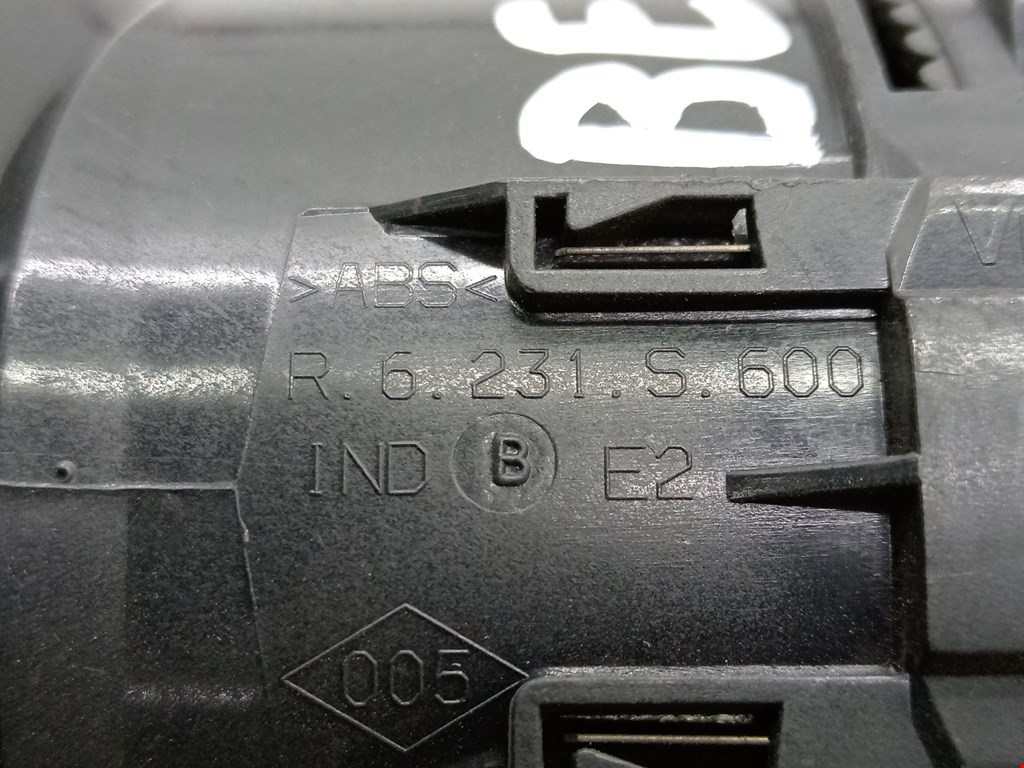 >ABS<
R.6.231.S.600
IND B E2
005